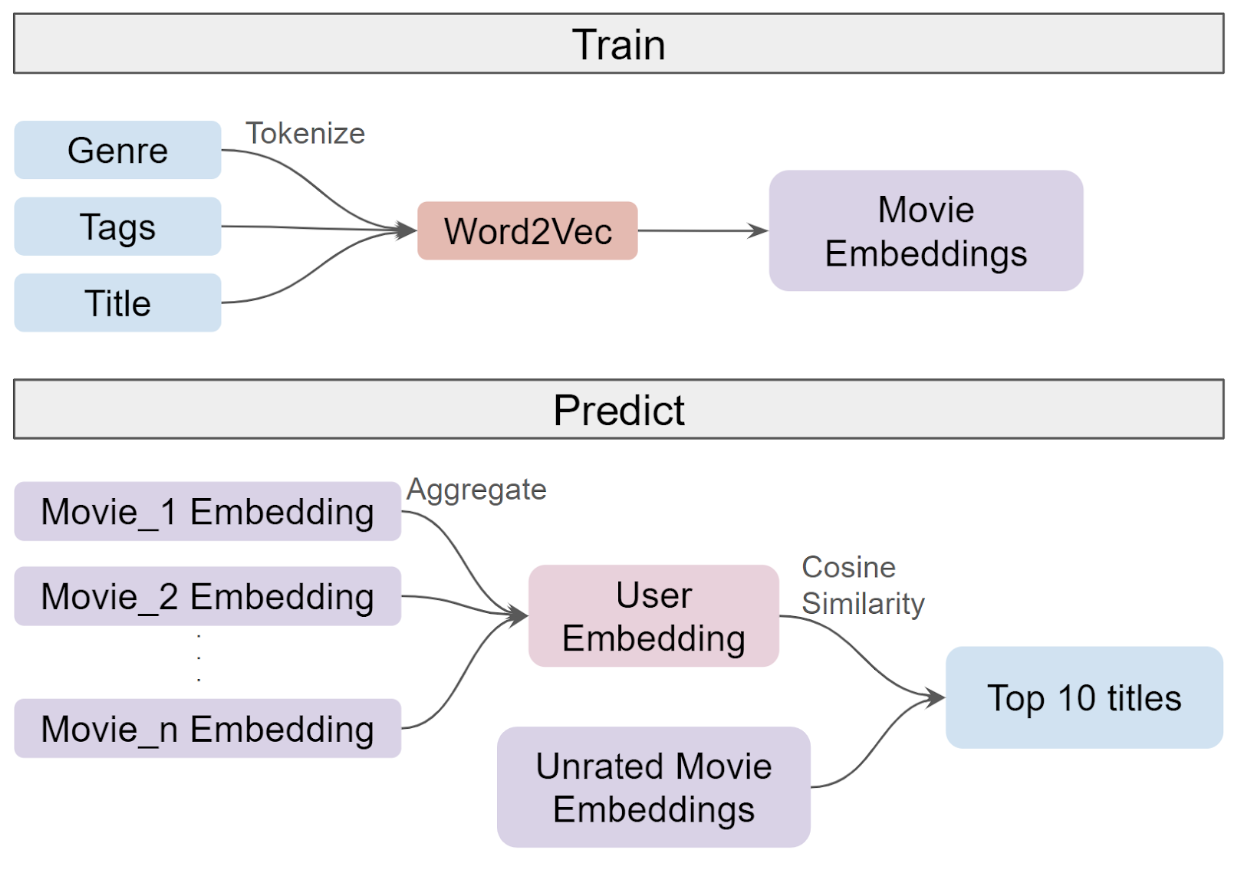 Train
Genre
Tokenize
Tags
Title
Word2Vec
Movie
Embeddings
Predict
Movie_1 Embedding
Aggregate
Movie_2 Embedding
.
.
.
Movie_n Embedding
User
Embedding
Cosine
Similarity
Unrated Movie
Embeddings
Top 10 titles